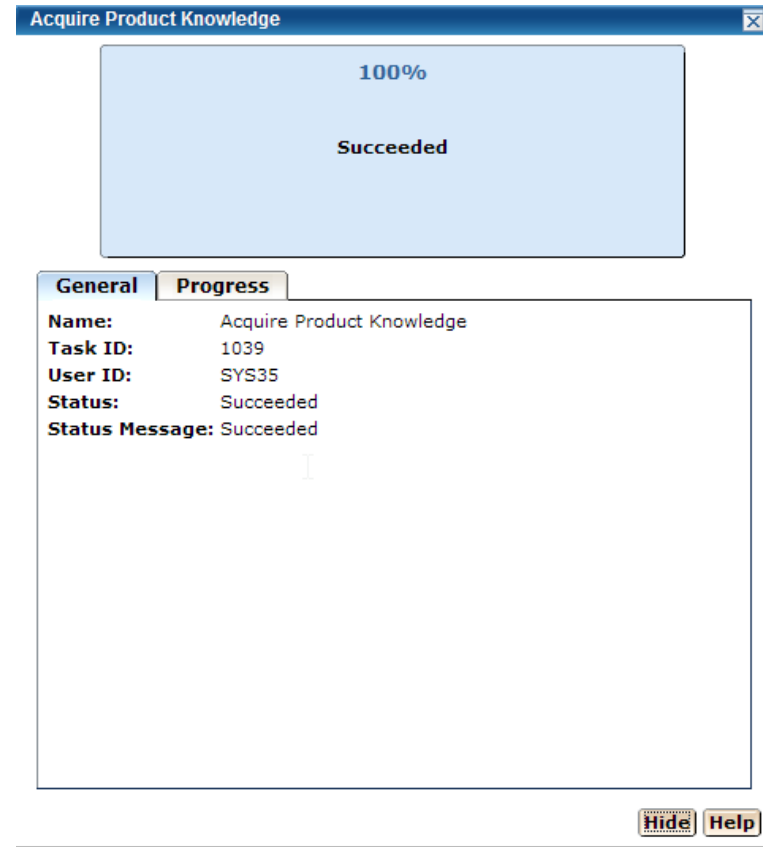 Acquire Product Knowledge
100%
Succeeded
General Progress
Name: Acquire Product Knowledge
Task ID: 1039
User ID: SYS35
Status: Succeeded
Status Message: Succeeded
Hide Help